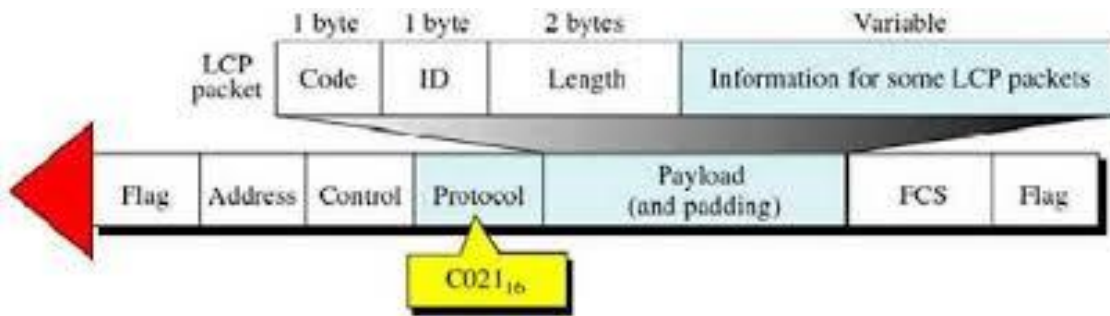 1 byte 1 byte 2 bytes Variable
LCP
packet
Code ID Length Information for some LCP packets
Flag Address Control Protocol Payload
(and padding) FCS Flag
C021₁₆